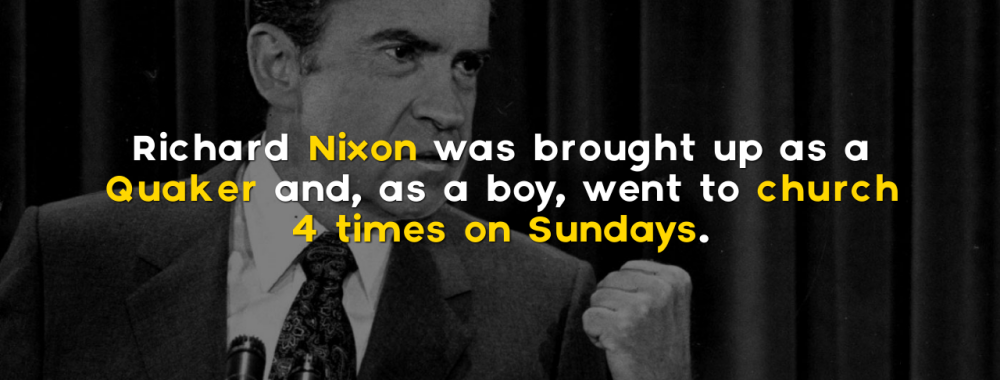 Richard Nixon was brought up as a
Quaker and, as a boy, went to church
4 times on Sundays.